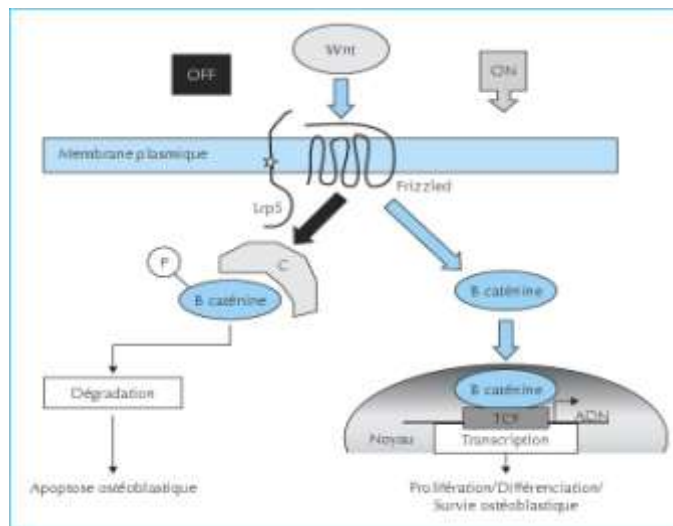 Wnt
OFF
ON
Membrane plasmique
Frizzled
Lrp5
C
P
B caténine
B caténine
B caténine
Dégradation
TCF
ADN
Noyau
Transcription
Apoptose ostéoblastique
Prolifération/Différenciation/
Survie ostéoblastique